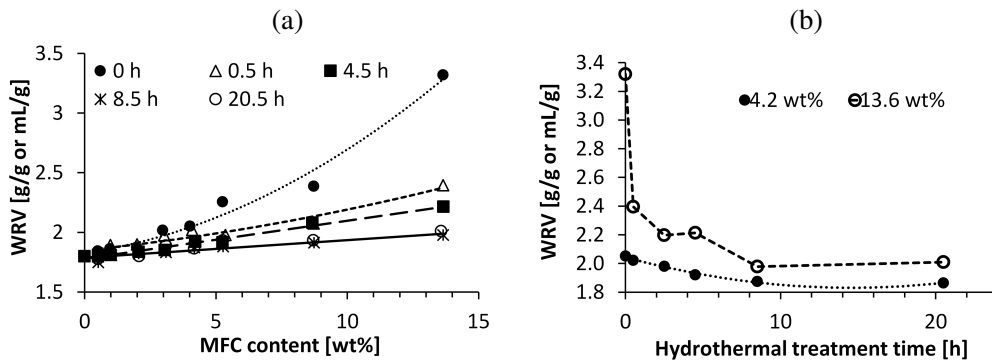 (a)
WRV [g/g or mL/g]
3.5
3
2.5
2
1.5
0 h
0.5 h
4.5 h
8.5 h
20.5 h
0
5
10
15
MFC content [wt%]
(b)
WRV [g/g or mL/g]
3.4
3.2
3.0
2.8
2.6
2.4
2.2
2.0
1.8
4.2 wt%
13.6 wt%
0
10
20
Hydrothermal treatment time [h]